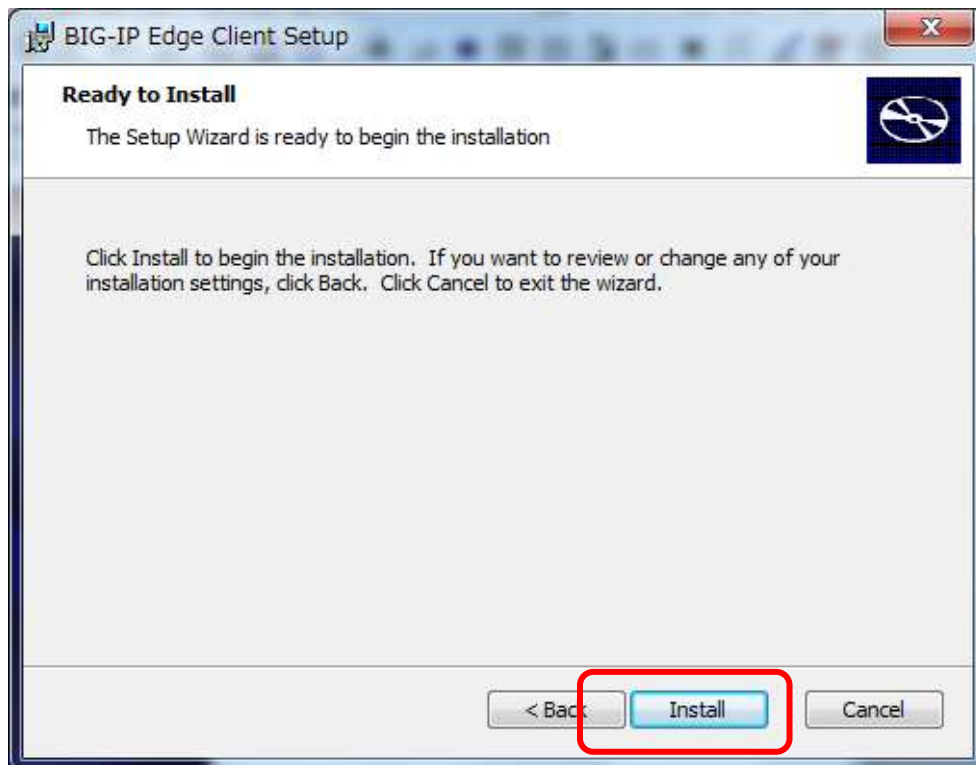 BIG-IP Edge Client Setup
Ready to Install
The Setup Wizard is ready to begin the installation
Click Install to begin the installation. If you want to review or change any of your
installation settings, click Back. Click Cancel to exit the wizard.
< Back Install Cancel